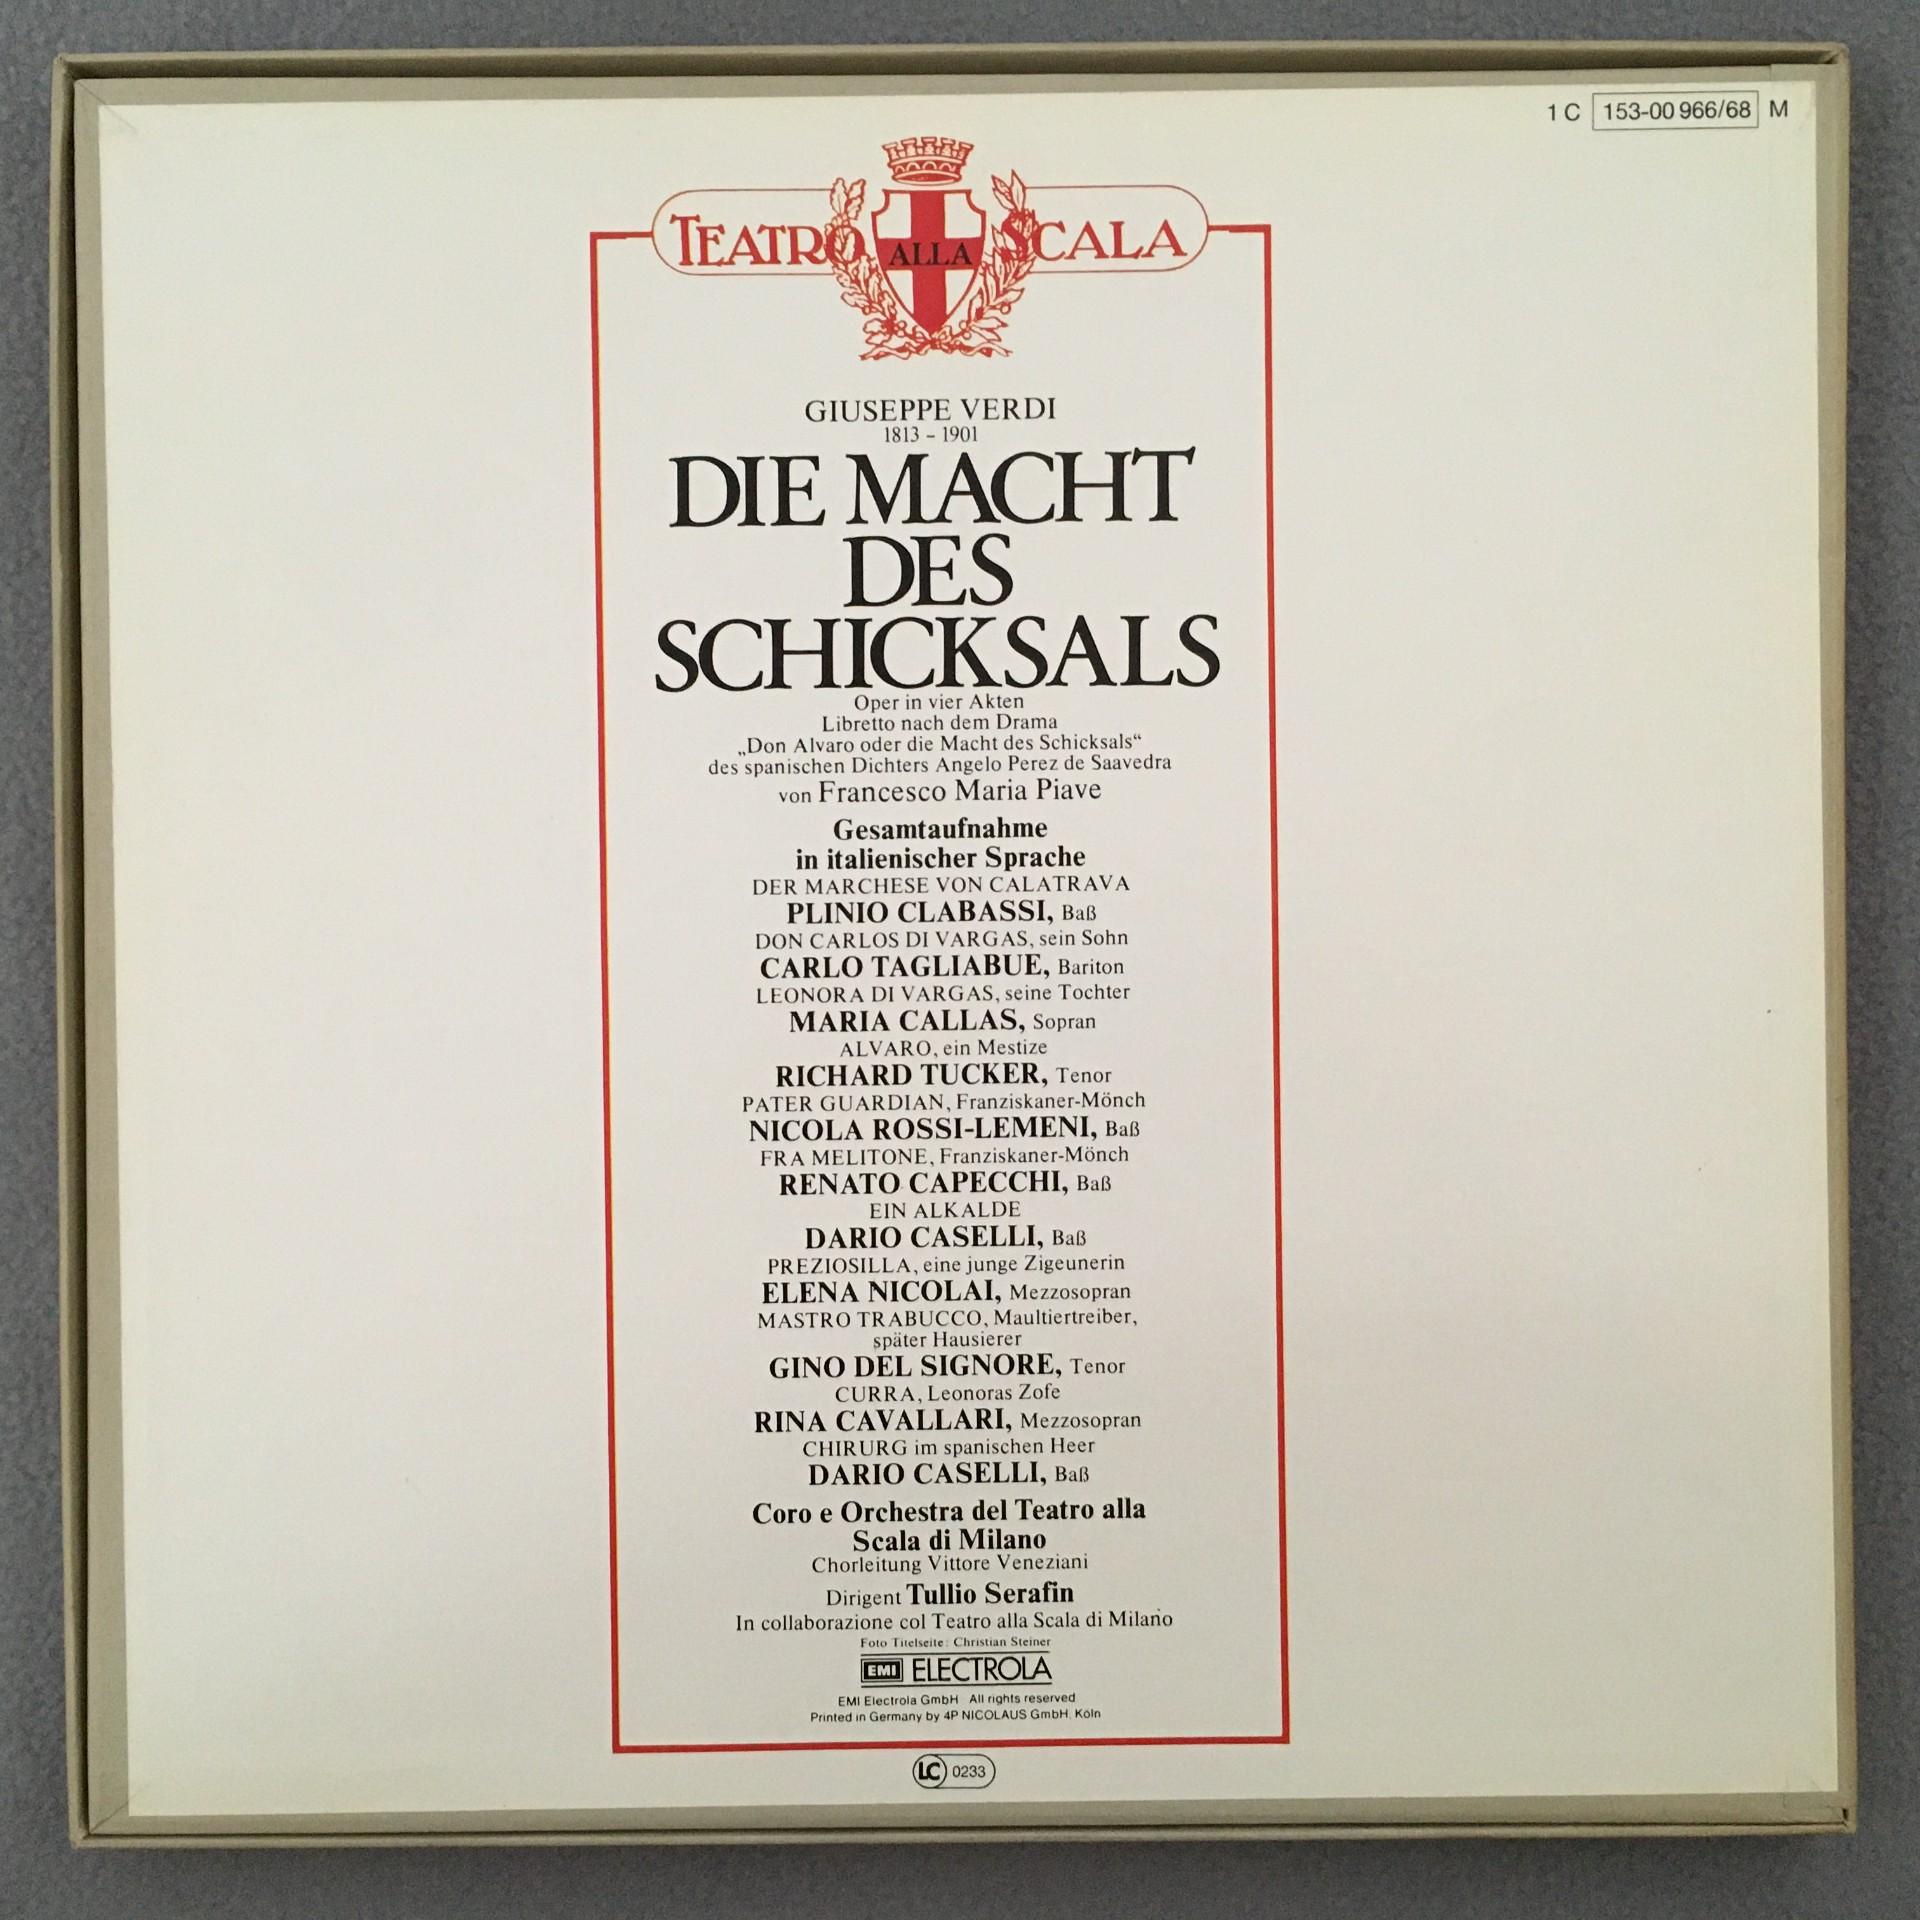 1 C 153-00 966/68 M
TEATRO ALLA SCALA
GIUSEPPE VERDI
1813 – 1901
DIE MACHT
DES
SCHICKSALS
Oper in vier Akten
Libretto nach dem Drama
„Don Alvaro oder die Macht des Schicksals“
des spanischen Dichters Angelo Perez de Saavedra
von Francesco Maria Piave
Gesamtaufnahme
in italienischer Sprache
DER MARCHESE VON CALATRAVA
PLINIO CLABASSI, Baß
DON CARLOS DI VARGAS, sein Sohn
CARLO TAGLIABUE, Bariton
LEONORA DI VARGAS, seine Tochter
MARIA CALLAS, Sopran
ALVARO, ein Mestize
RICHARD TUCKER, Tenor
PATER GUARDIAN, Franziskaner-Mönch
NICOLA ROSSI-LEMENI, Baß
FRA MELITONE, Franziskaner-Mönch
RENATO CAPECCHI, Baß
EIN ALKALDE
DARIO CASELLI, Baß
PREZIOSILLA, eine junge Zigeunerin
ELENA NICOLAI, Mezzosopran
MASTRO TRABUCCO, Maultiertreiber,
später Hausierer
GINO DEL SIGNORE, Tenor
CURRA, Leonoras Zofe
RINA CAVALLARI, Mezzosopran
CHIRURG im spanischen Heer
DARIO CASELLI, Baß
Coro e Orchestra del Teatro alla
Scala di Milano
Chorleitung Vittore Veneziani
Dirigent Tullio Serafin
In collaborazione col Teatro alla Scala di Milano
Foto Titelseite: Christian Steiner
EMI ELECTROLA
EMI Electrola GmbH All rights reserved
Printed in Germany by 4P NICOLAUS GmbH, Köln
LC 0233